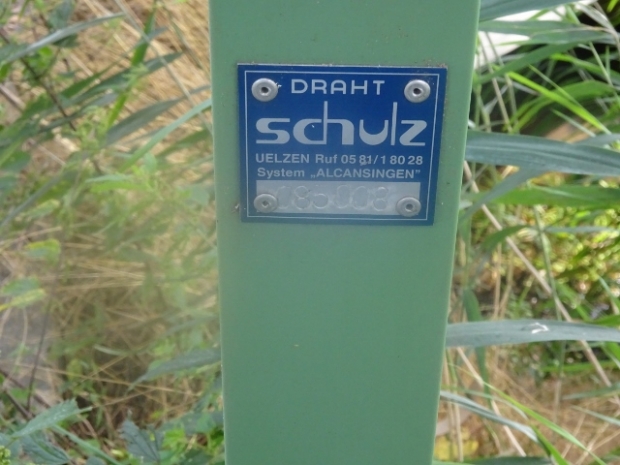 DRAHT
schulz
UELZEN Ruf 05 81/1 80 28
System „ALCANSINGEN"